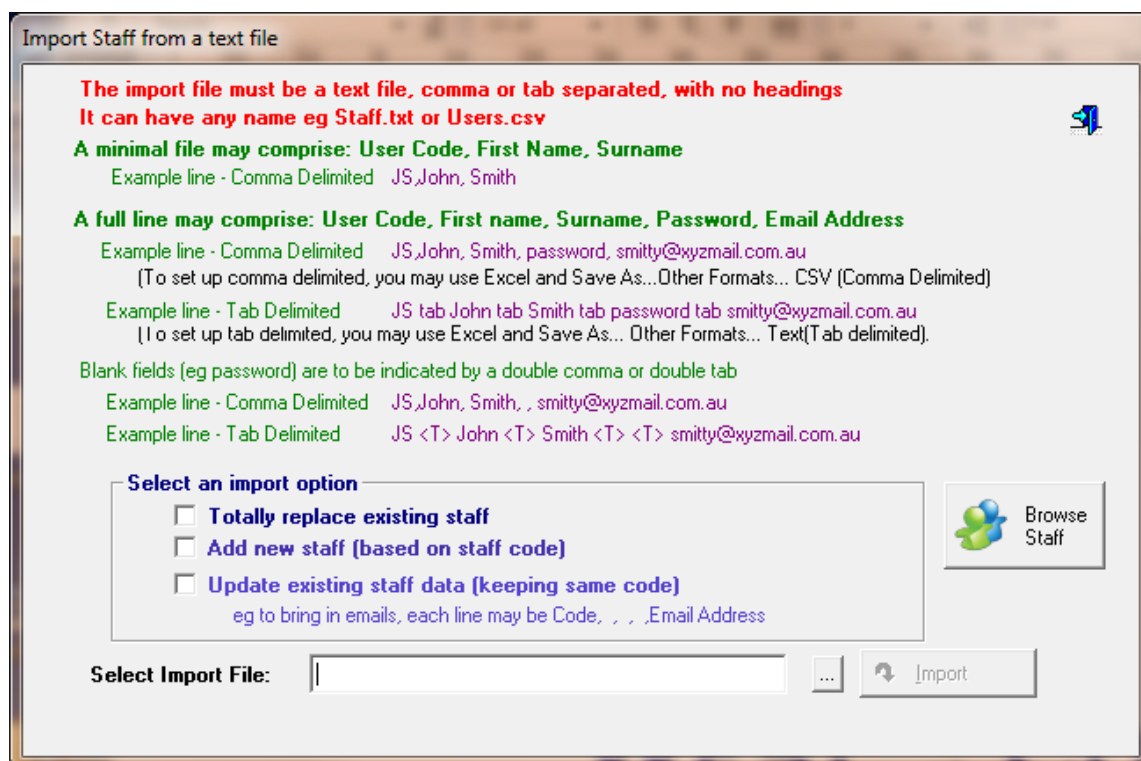 Import Staff from a text file
The import file must be a text file, comma or tab separated, with no headings
It can have any name eg Staff.txt or Users.csv
A minimal file may comprise: User Code, First Name, Surname
Example line - Comma Delimited JS,John, Smith
A full line may comprise: User Code, First name, Surname, Password, Email Address
Example line - Comma Delimited JS,John, Smith, password, smitty@xyzmail.com.au
(To set up comma delimited, you may use Excel and Save As...Other Formats... CSV (Comma Delimited)
Example line - Tab Delimited JS tab John tab Smith tab password tab smitty@xyzmail.com.au
(To set up tab delimited, you may use Excel and Save As... Other Formats... Text(Tab delimited).
Blank fields (eg password) are to be indicated by a double comma or double tab
Example line - Comma Delimited JS,John, Smith, , smitty@xyzmail.com.au
Example line - Tab Delimited JS <T> John <T> Smith <T> <T> smitty@xyzmail.com.au
Select an import option
Totally replace existing staff
Add new staff (based on staff code)
Update existing staff data (keeping same code)
eg to bring in emails, each line may be Code, , , ,Email Address
Browse
Staff
Select Import File: ... Import